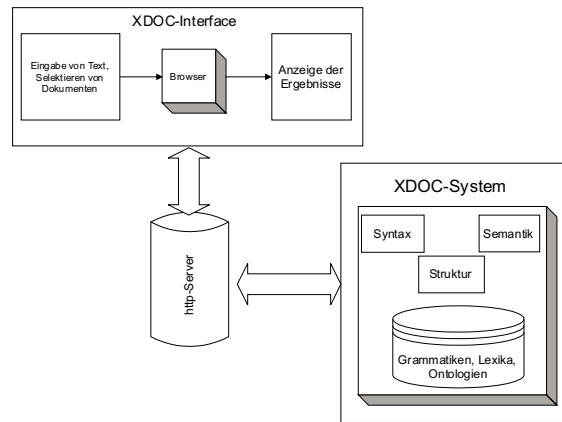 XDOC-Interface
Eingabe von Text,
Selektieren von
Dokumenten
Browser
Anzeige der
Ergebnisse
XDOC-System
Syntax
Semantik
Struktur
http-Server
Grammatiken, Lexika,
Ontologien